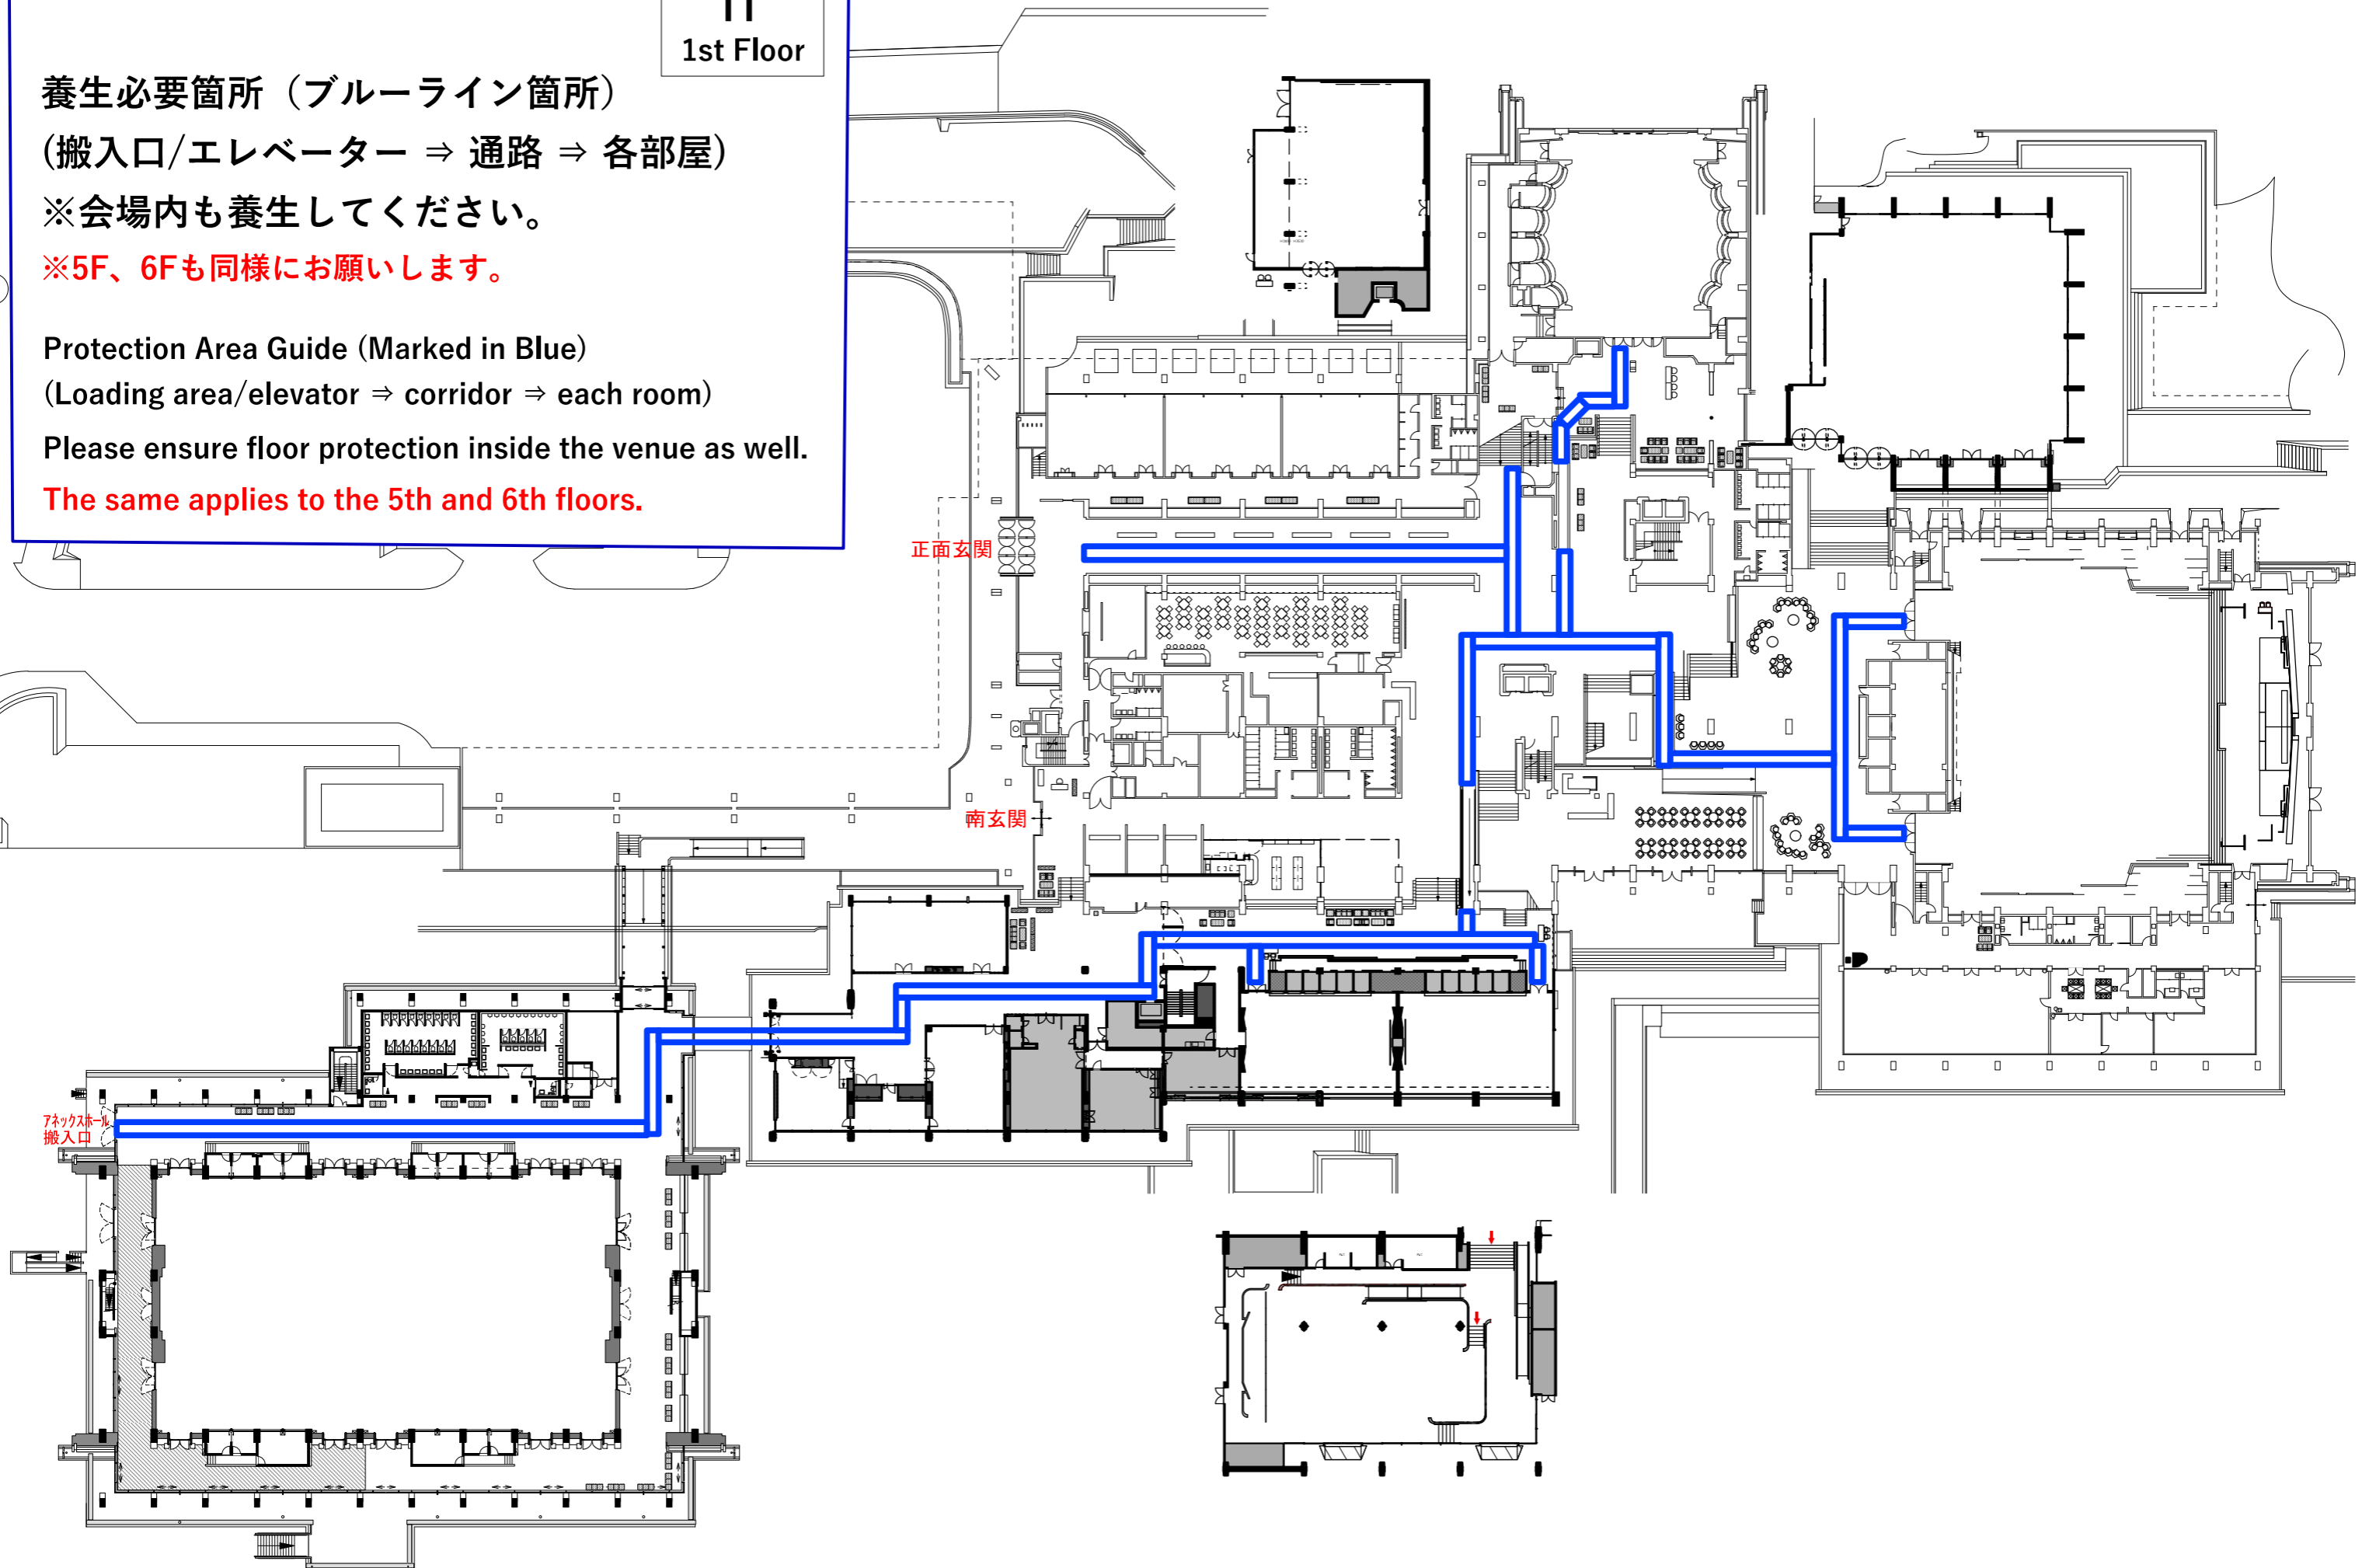 1st Floor
養生必要箇所（ブルーライン箇所）
(搬入口/エレベーター ⇒ 通路 ⇒ 各部屋)
※会場内も養生してください。
※5F、6Fも同様にお願いします。
Protection Area Guide (Marked in Blue)
(Loading area/elevator ⇒ corridor ⇒ each room)
Please ensure floor protection inside the venue as well.
The same applies to the 5th and 6th floors.
正面玄関
南玄関
アネックスホール
搬入口